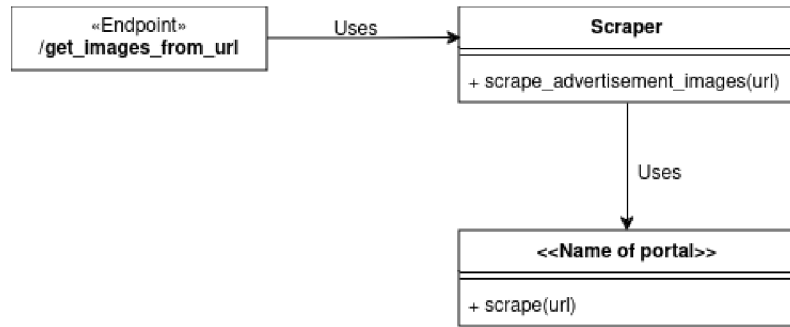 «Endpoint»
/get_images_from_url
Uses
Scraper
+ scrape_advertisement_images(url)
Uses
<<Name of portal>>
+ scrape(url)